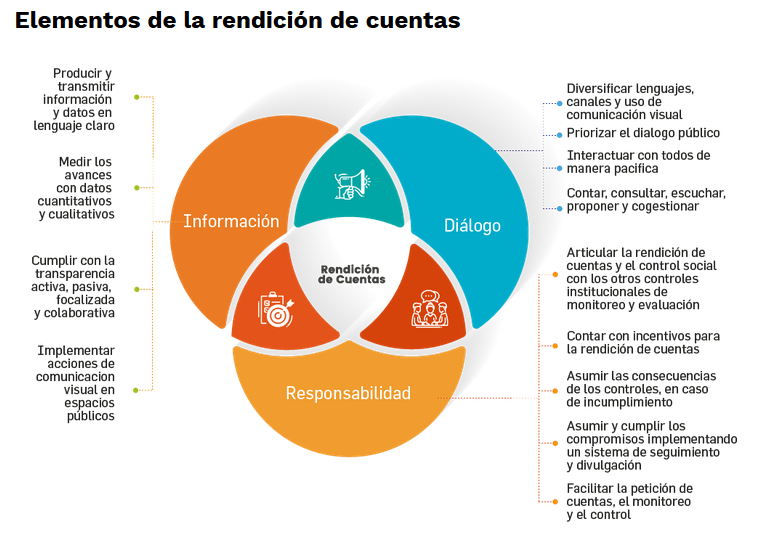 Elementos de la rendición de cuentas
Producir y
transmitir
información
y datos en
lenguaje claro
Medir los
avances
con datos
cuantitativos
y cualitativos
Cumplir con la
transparencia
activa, pasiva,
focalizada
y colaborativa
Implementar
acciones de
comunicacion
visual en
espacios
públicos
Información
Diálogo
Rendición
de Cuentas
Responsabilidad
Diversificar lenguajes,
canales y uso de
comunicación visual
Priorizar el dialogo público
Interactuar con todos de
manera pacifica
Contar, consultar, escuchar,
proponer y cogestionar
Articular la rendición de
cuentas y el control social
con los otros controles
institucionales de
monitoreo y evaluación
Contar con incentivos para
la rendición de cuentas
Asumir las consecuencias
de los controles, en caso
de incumplimiento
Asumir y cumplir los
compromisos implementando
un sistema de seguimiento
y divulgación
Facilitar la petición de
cuentas, el monitoreo
y el control